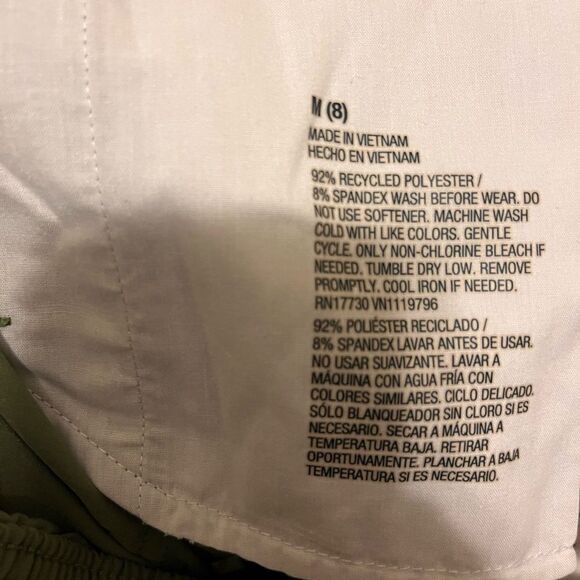 M (8)
MADE IN VIETNAM
HECHO EN VIETNAM
92% RECYCLED POLYESTER /
8% SPANDEX WASH BEFORE WEAR. DO
NOT USE SOFTENER. MACHINE WASH
COLD WITH LIKE COLORS. GENTLE
CYCLE. ONLY NON-CHLORINE BLEACH IF
NEEDED. TUMBLE DRY LOW. REMOVE
PROMPTLY. COOL IRON IF NEEDED.
RN17730 VN1119796
92% POLIÉSTER RECICLADO /
8% SPANDEX LAVAR ANTES DE USAR.
NO USAR SUAVIZANTE. LAVAR A
MÁQUINA CON AGUA FRÍA CON
COLORES SIMILARES. CICLO DELICADO.
SÓLO BLANQUEADOR SIN CLORO SI ES
NECESARIO. SECAR A MÁQUINA A
TEMPERATURA BAJA. RETIRAR
OPORTUNAMENTE. PLANCHAR A BAJA
TEMPERATURA SI ES NECESARIO.